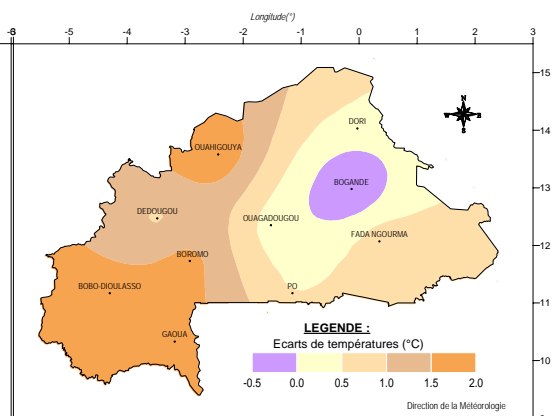 Longitude(°)
-6 -5 -4 -3 -2 -1 0 1 2 3
15
DORI
14
N
W E
S
OUAHIGOUYA
BOGANDE
13
DEDOUGOU
OUAGADOUGOU
FADA NGOURMA
12
BOROMO
BOBO-DIOULASSO
PO
11
LEGENDE :
GAOUA
Ecarts de températures (°C)
10
-0.5 0.0 0.5 1.0 1.5 2.0
Direction de la Météorologie